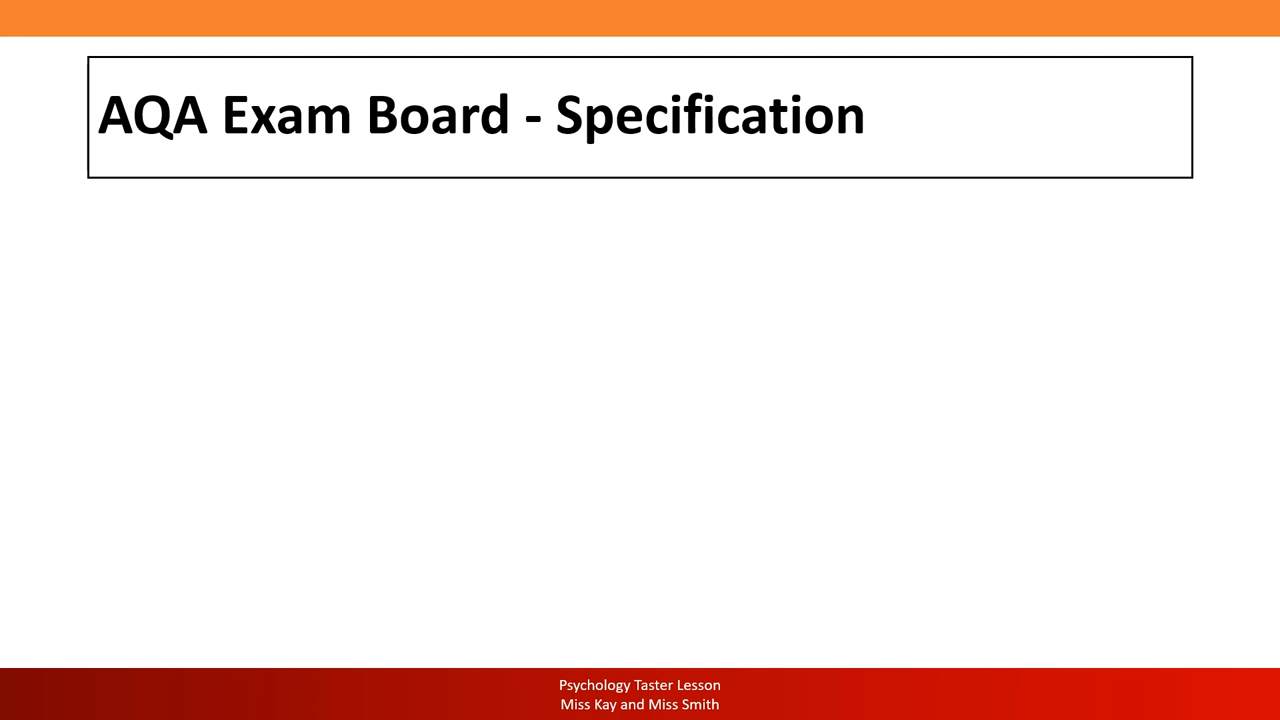 AQA Exam Board - Specification
Psychology Taster Lesson
Miss Kay and Miss Smith